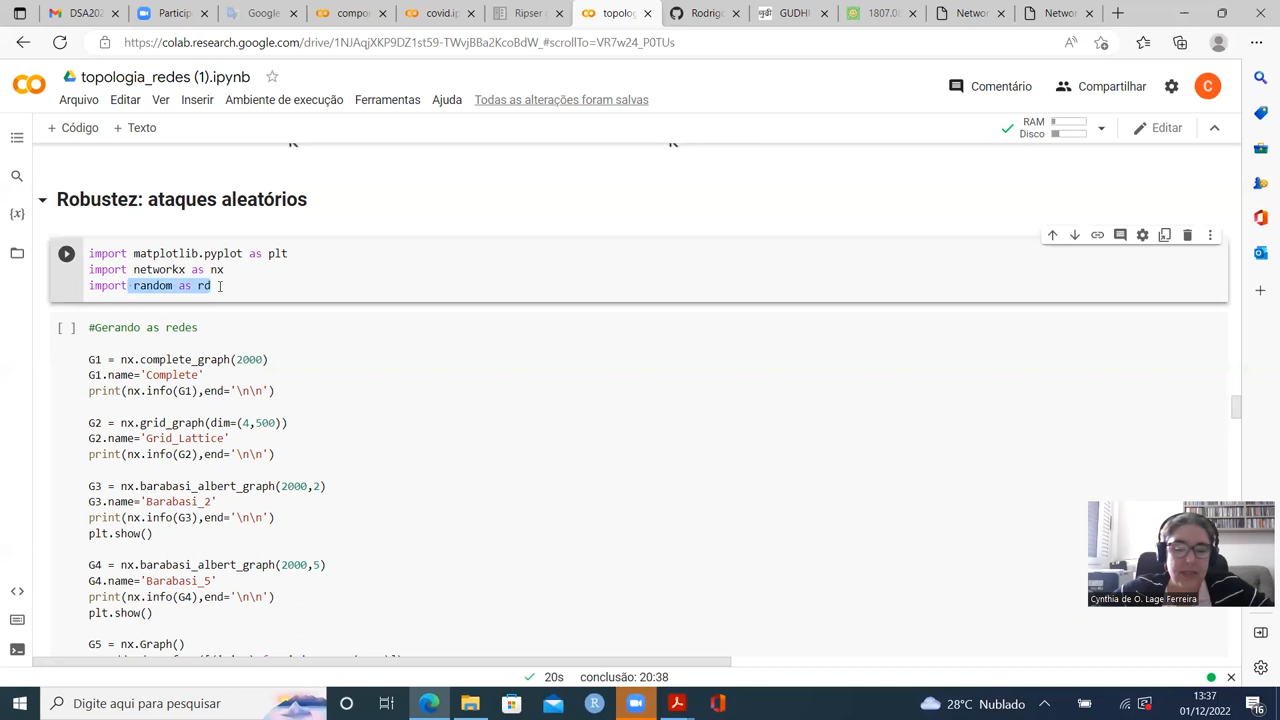 DSA202
Particip
Google
compon
covid.ip
Ripser |
topolog
Rodrigo
GUDHI
1807.08
Networ
Networ
https://colab.research.google.com/drive/1NJAqjXKP9DZ1st59-TWvjBBa2KcoBdW_#scrollTo=VR7w24_P0TUs
topologia_redes (1).ipynb
Comentário
Compartilhar
C
Arquivo Editar Ver Inserir Ambiente de execução Ferramentas Ajuda Todas as alterações foram salvas
+ Código + Texto
RAM
Disco
Editar
Robustez: ataques aleatórios
import matplotlib.pyplot as plt
import networkx as nx
import random as rd
[ ] #Gerando as redes
G1 = nx.complete_graph(2000)
G1.name='Complete'
print(nx.info(G1),end='\n\n')
G2 = nx.grid_graph(dim=(4,500))
G2.name='Grid_Lattice'
print(nx.info(G2),end='\n\n')
G3 = nx.barabasi_albert_graph(2000,2)
G3.name='Barabasi_2'
print(nx.info(G3),end='\n\n')
plt.show()
G4 = nx.barabasi_albert_graph(2000,5)
G4.name='Barabasi_5'
print(nx.info(G4),end='\n\n')
plt.show()
G5 = nx.Graph()
Cynthia de O. Lage Ferreira
20s conclusão: 20:38
Digite aqui para pesquisar
28°C Nublado
13:37
01/12/2022
16